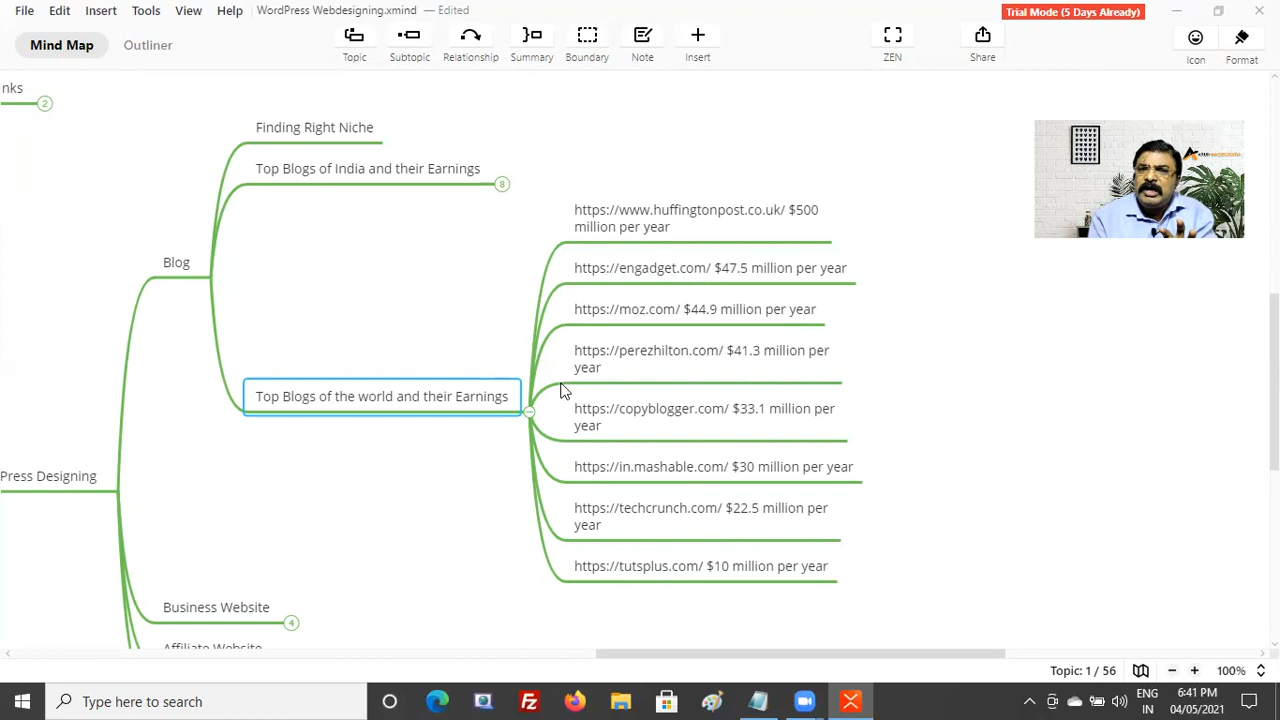 File Edit Insert Tools View Help WordPress Webdesigning.xmind — Edited Trial Mode (5 Days Already)
Mind Map Outliner
Topic Subtopic Relationship Summary Boundary Note Insert ZEN Share Icon Format
nks
2
Finding Right Niche
Top Blogs of India and their Earnings
8
https://www.huffingtonpost.co.uk/ $500
million per year
Blog
https://engadget.com/ $47.5 million per year
https://moz.com/ $44.9 million per year
https://perezhilton.com/ $41.3 million per
year
Top Blogs of the world and their Earnings
https://copyblogger.com/ $33.1 million per
year
https://in.mashable.com/ $30 million per year
Press Designing
https://techcrunch.com/ $22.5 million per
year
https://tutsplus.com/ $10 million per year
Business Website
4
Affiliate Website
Topic: 1 / 56 100%
Type here to search
ENG
IN
6:41 PM
04/05/2021